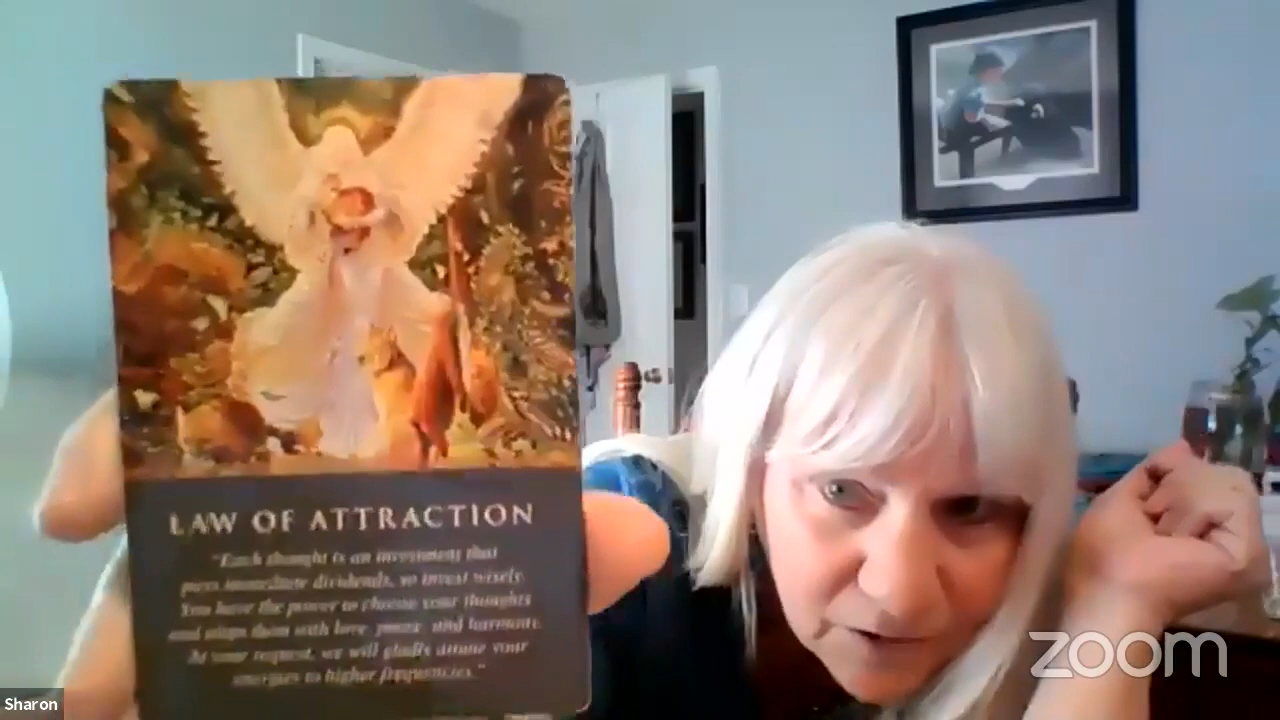 LAW OF ATTRACTION
"Each thought is an investment that
pays immediate dividends, so invest wisely.
You have the power to choose your thoughts
and align them with love, peace, and harmony.
At your request, we will gladly attune your
energies to higher frequencies."
zoom
Sharon